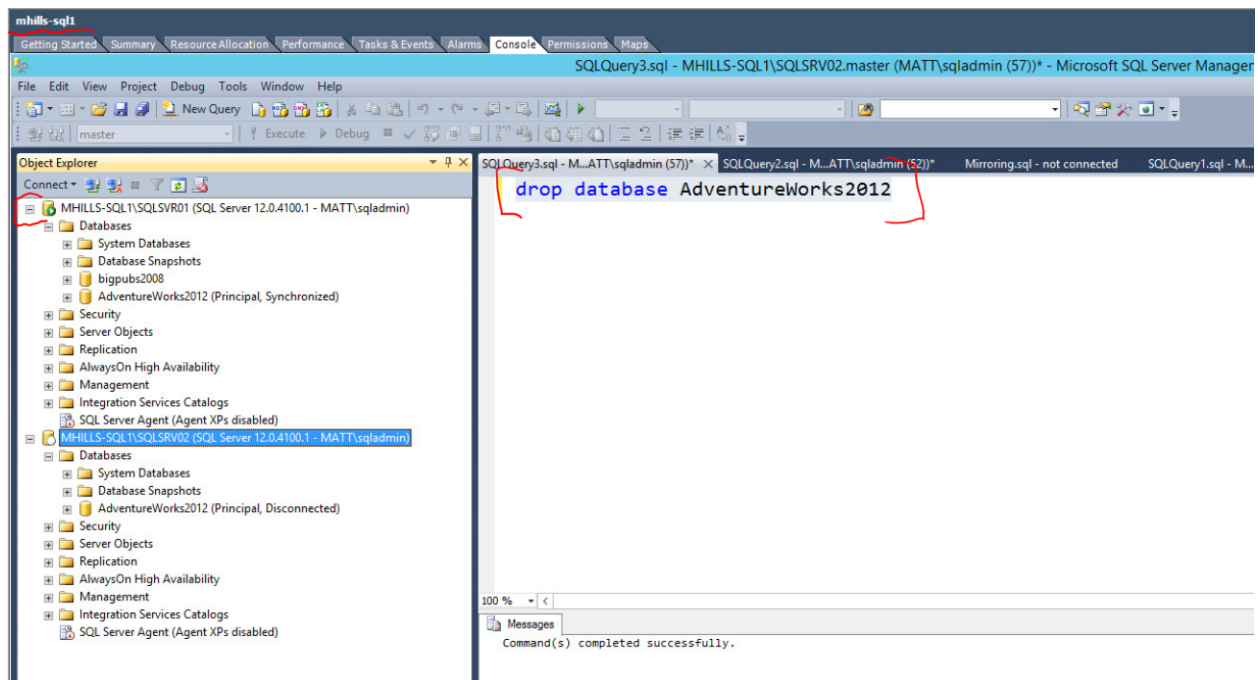 mhills-sql1
Getting Started Summary Resource Allocation Performance Tasks & Events Alarms Console Permissions Maps
SQLQuery3.sql - MHILLS-SQL1\SQLSRV02.master (MATT\sqladmin (57))* - Microsoft SQL Server Manager
File Edit View Project Debug Tools Window Help
New Query
master Execute Debug
Object Explorer
SQLQuery3.sql - M...ATT\sqladmin (57))* SQLQuery2.sql - M...ATT\sqladmin (52))* Mirroring.sql - not connected SQLQuery1.sql - M...
Connect
drop database AdventureWorks2012
MHILLS-SQL1\SQLSVR01 (SQL Server 12.0.4100.1 - MATT\sqladmin)
Databases
System Databases
Database Snapshots
bigpubs2008
AdventureWorks2012 (Principal, Synchronized)
Security
Server Objects
Replication
AlwaysOn High Availability
Management
Integration Services Catalogs
SQL Server Agent (Agent XPs disabled)
MHILLS-SQL1\SQLSRV02 (SQL Server 12.0.4100.1 - MATT\sqladmin)
Databases
System Databases
Database Snapshots
AdventureWorks2012 (Principal, Disconnected)
Security
Server Objects
Replication
AlwaysOn High Availability
Management
Integration Services Catalogs
SQL Server Agent (Agent XPs disabled)
100 %
Messages
Command(s) completed successfully.